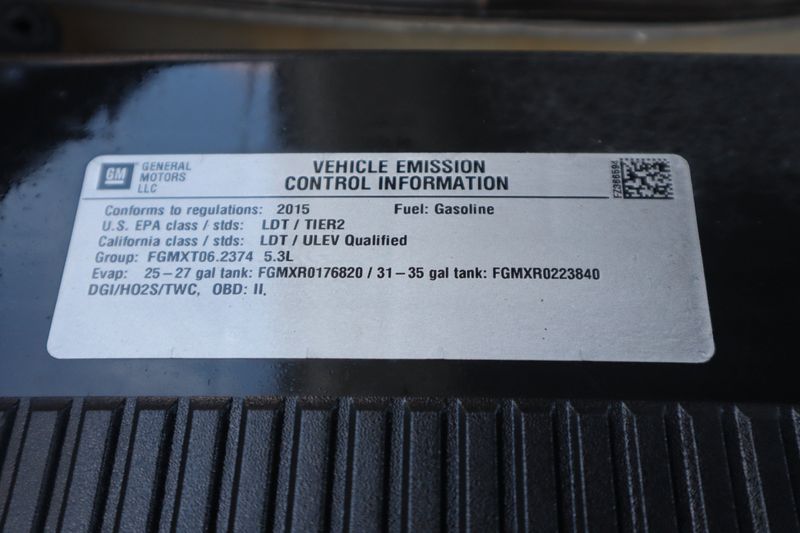 GM GENERAL
MOTORS
LLC
VEHICLE EMISSION
CONTROL INFORMATION
FZ386594
Conforms to regulations: 2015 Fuel: Gasoline
U.S. EPA class / stds: LDT / TIER2
California class / stds: LDT / ULEV Qualified
Group: FGMXT06.2374 5.3L
Evap: 25-27 gal tank: FGMXR0176820 / 31-35 gal tank: FGMXR0223840
DGI/HO2S/TWC, OBD: II.